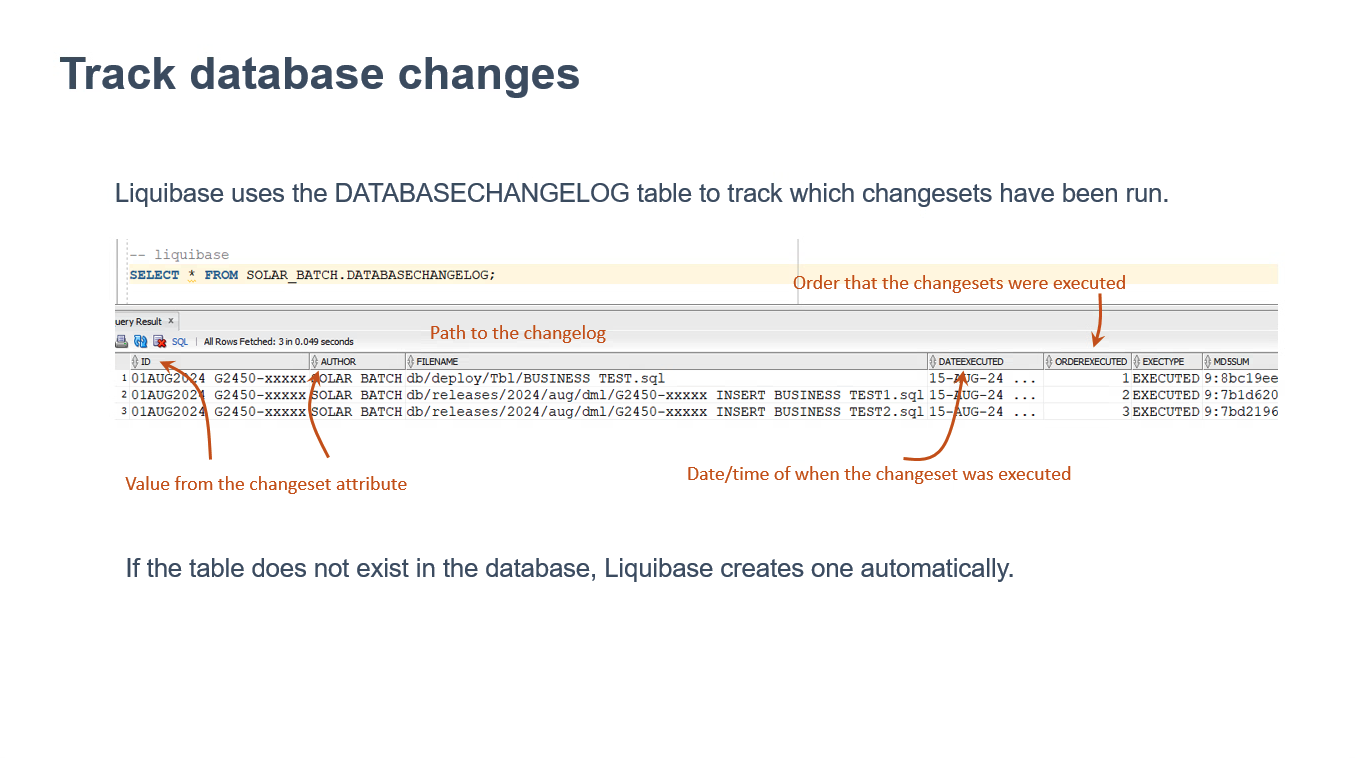 Track database changes
Liquibase uses the DATABASECHANGELOG table to track which changesets have been run.
-- liquibase
SELECT * FROM SOLAR_BATCH.DATABASECHANGELOG;
Order that the changesets were executed
uery Result x
Path to the changelog
SQL | All Rows Fetched: 3 in 0.049 seconds
ID AUTHOR FILENAME DATEEXECUTED ORDEREXECUTED EXECTYPE MD5SUM
1 01AUG2024 G2450-xxxxx SOLAR BATCH db/deploy/Tbl/BUSINESS TEST.sql 15-AUG-24 ... 1 EXECUTED 9:8bc19ee
2 01AUG2024 G2450-xxxxx SOLAR BATCH db/releases/2024/aug/dml/G2450-xxxxx INSERT BUSINESS TEST1.sql 15-AUG-24 ... 2 EXECUTED 9:7b1d620
3 01AUG2024 G2450-xxxxx SOLAR BATCH db/releases/2024/aug/dml/G2450-xxxxx INSERT BUSINESS TEST2.sql 15-AUG-24 ... 3 EXECUTED 9:7bd2196
Value from the changeset attribute
Date/time of when the changeset was executed
If the table does not exist in the database, Liquibase creates one automatically.